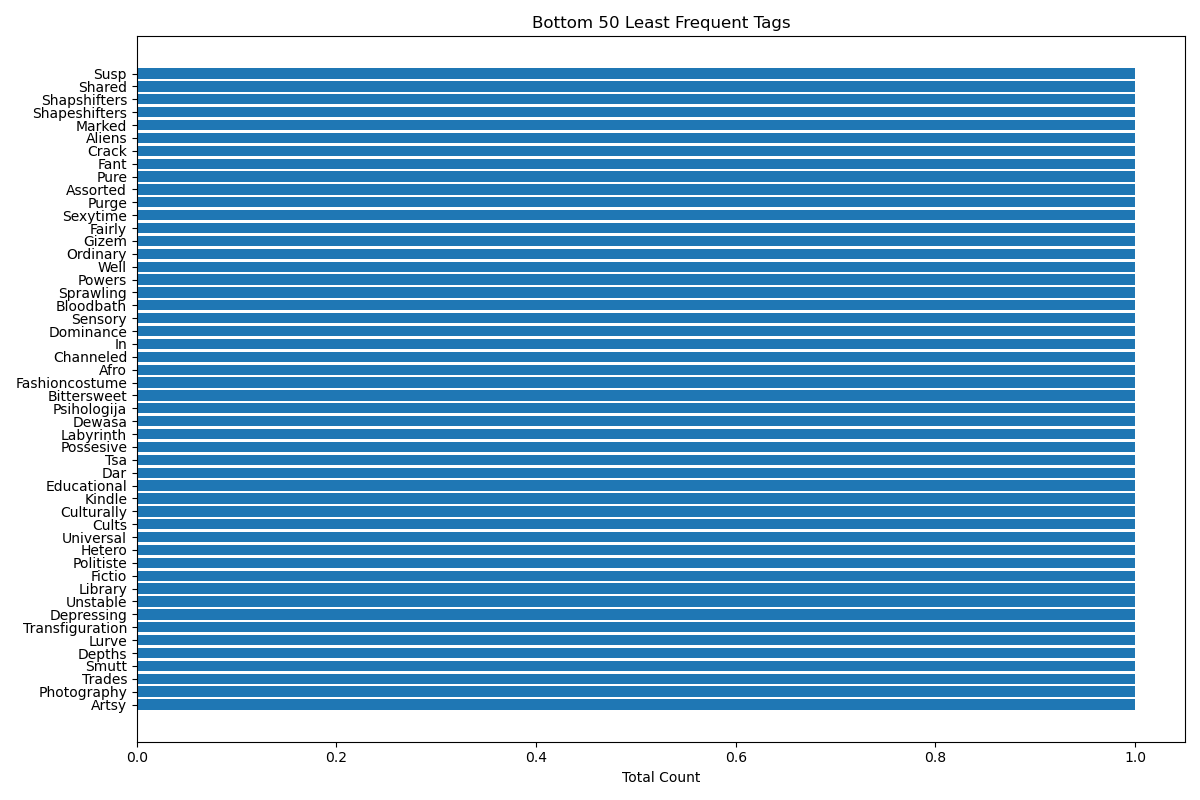 Bottom 50 Least Frequent Tags
Susp
Shared
Shapshifters
Shapeshifters
Marked
Aliens
Crack
Fant
Pure
Assorted
Purge
Sexytime
Fairly
Gizem
Ordinary
Well
Powers
Sprawling
Bloodbath
Sensory
Dominance
In
Channeled
Afro
Fashioncostume
Bittersweet
Psihologija
Dewasa
Labyrinth
Possesive
Tsa
Dar
Educational
Kindle
Culturally
Cults
Universal
Hetero
Politiste
Fictio
Library
Unstable
Depressing
Transfiguration
Lurve
Depths
Smutt
Trades
Photography
Artsy
0.0 0.2 0.4 0.6 0.8 1.0
Total Count